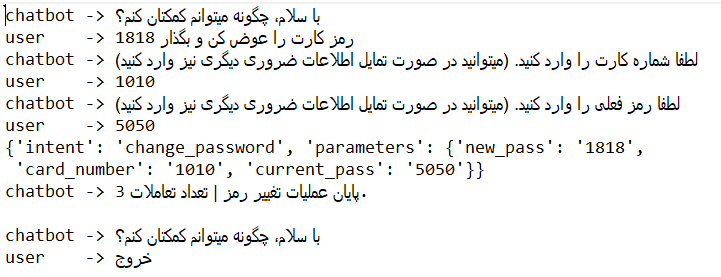 chatbot -> با سلام، چگونه میتوانم کمکتان کنم؟
user    -> رمز کارت را عوض کن و بگذار 1818
chatbot -> لطفا شماره کارت را وارد کنید. (میتوانید در صورت تمایل اطلاعات ضروری دیگری نیز وارد کنید)
user    -> 1010
chatbot -> لطفا رمز فعلی را وارد کنید. (میتوانید در صورت تمایل اطلاعات ضروری دیگری نیز وارد کنید)
user    -> 5050
{'intent': 'change_password', 'parameters': {'new_pass': '1818',
 'card_number': '1010', 'current_pass': '5050'}}
chatbot -> پایان عملیات تغییر رمز | تعداد تعاملات 3.
chatbot -> با سلام، چگونه میتوانم کمکتان کنم؟
user    -> خروج